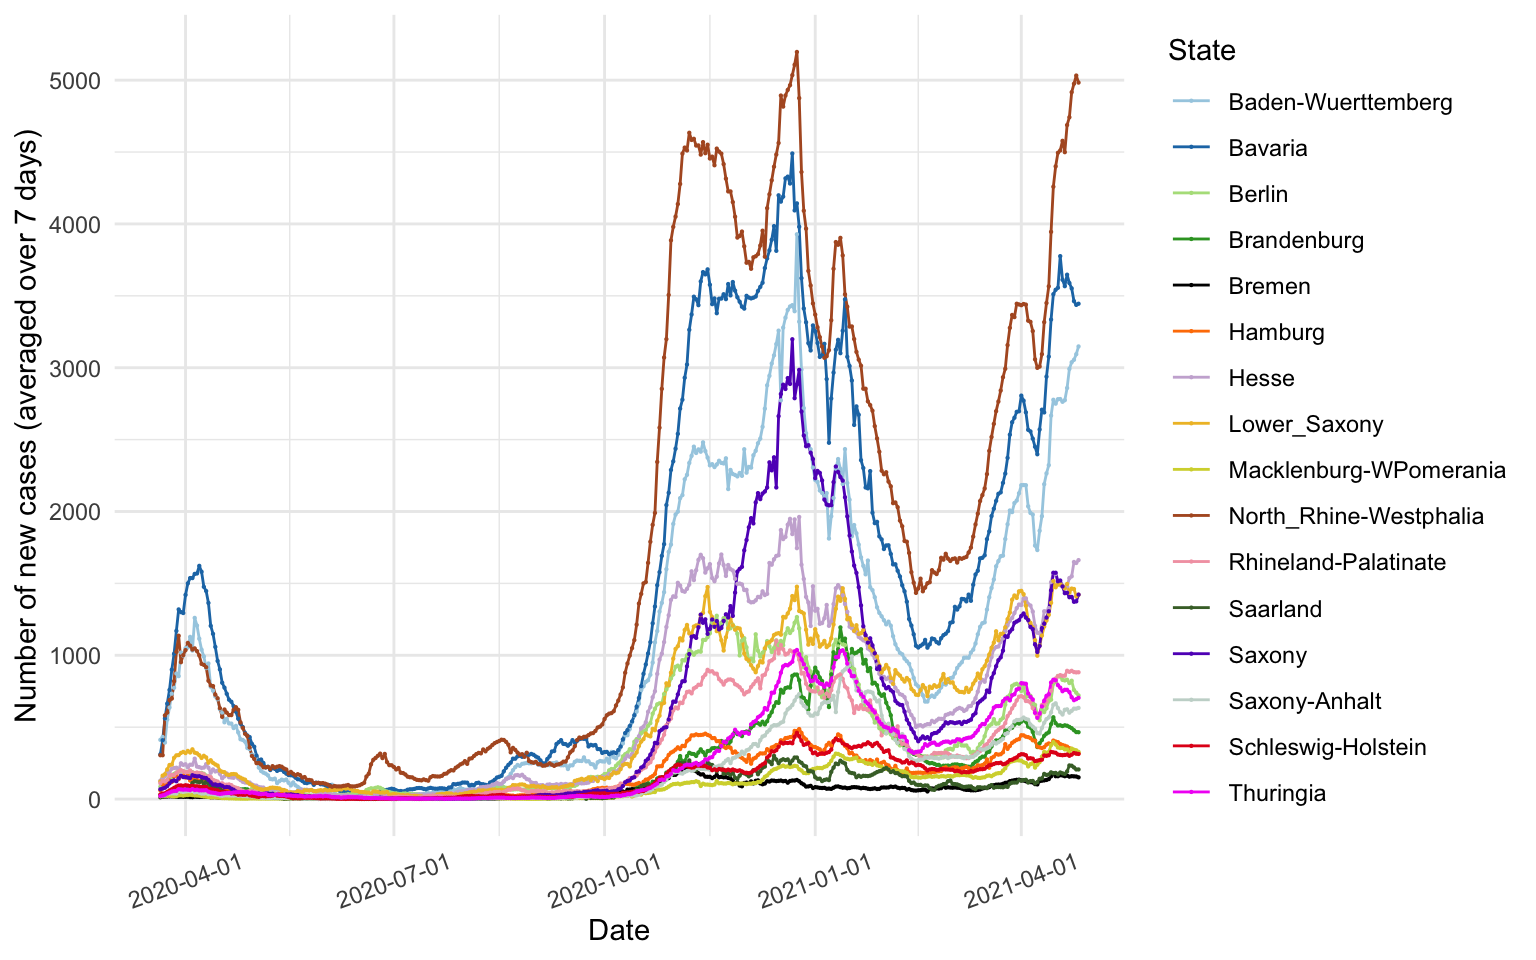 Number of new cases (averaged over 7 days)
5000
4000
3000
2000
1000
0
2020-04-01
2020-07-01
2020-10-01
2021-01-01
2021-04-01
Date
State
Baden-Wuerttemberg
Bavaria
Berlin
Brandenburg
Bremen
Hamburg
Hesse
Lower_Saxony
Macklenburg-WPomerania
North_Rhine-Westphalia
Rhineland-Palatinate
Saarland
Saxony
Saxony-Anhalt
Schleswig-Holstein
Thuringia